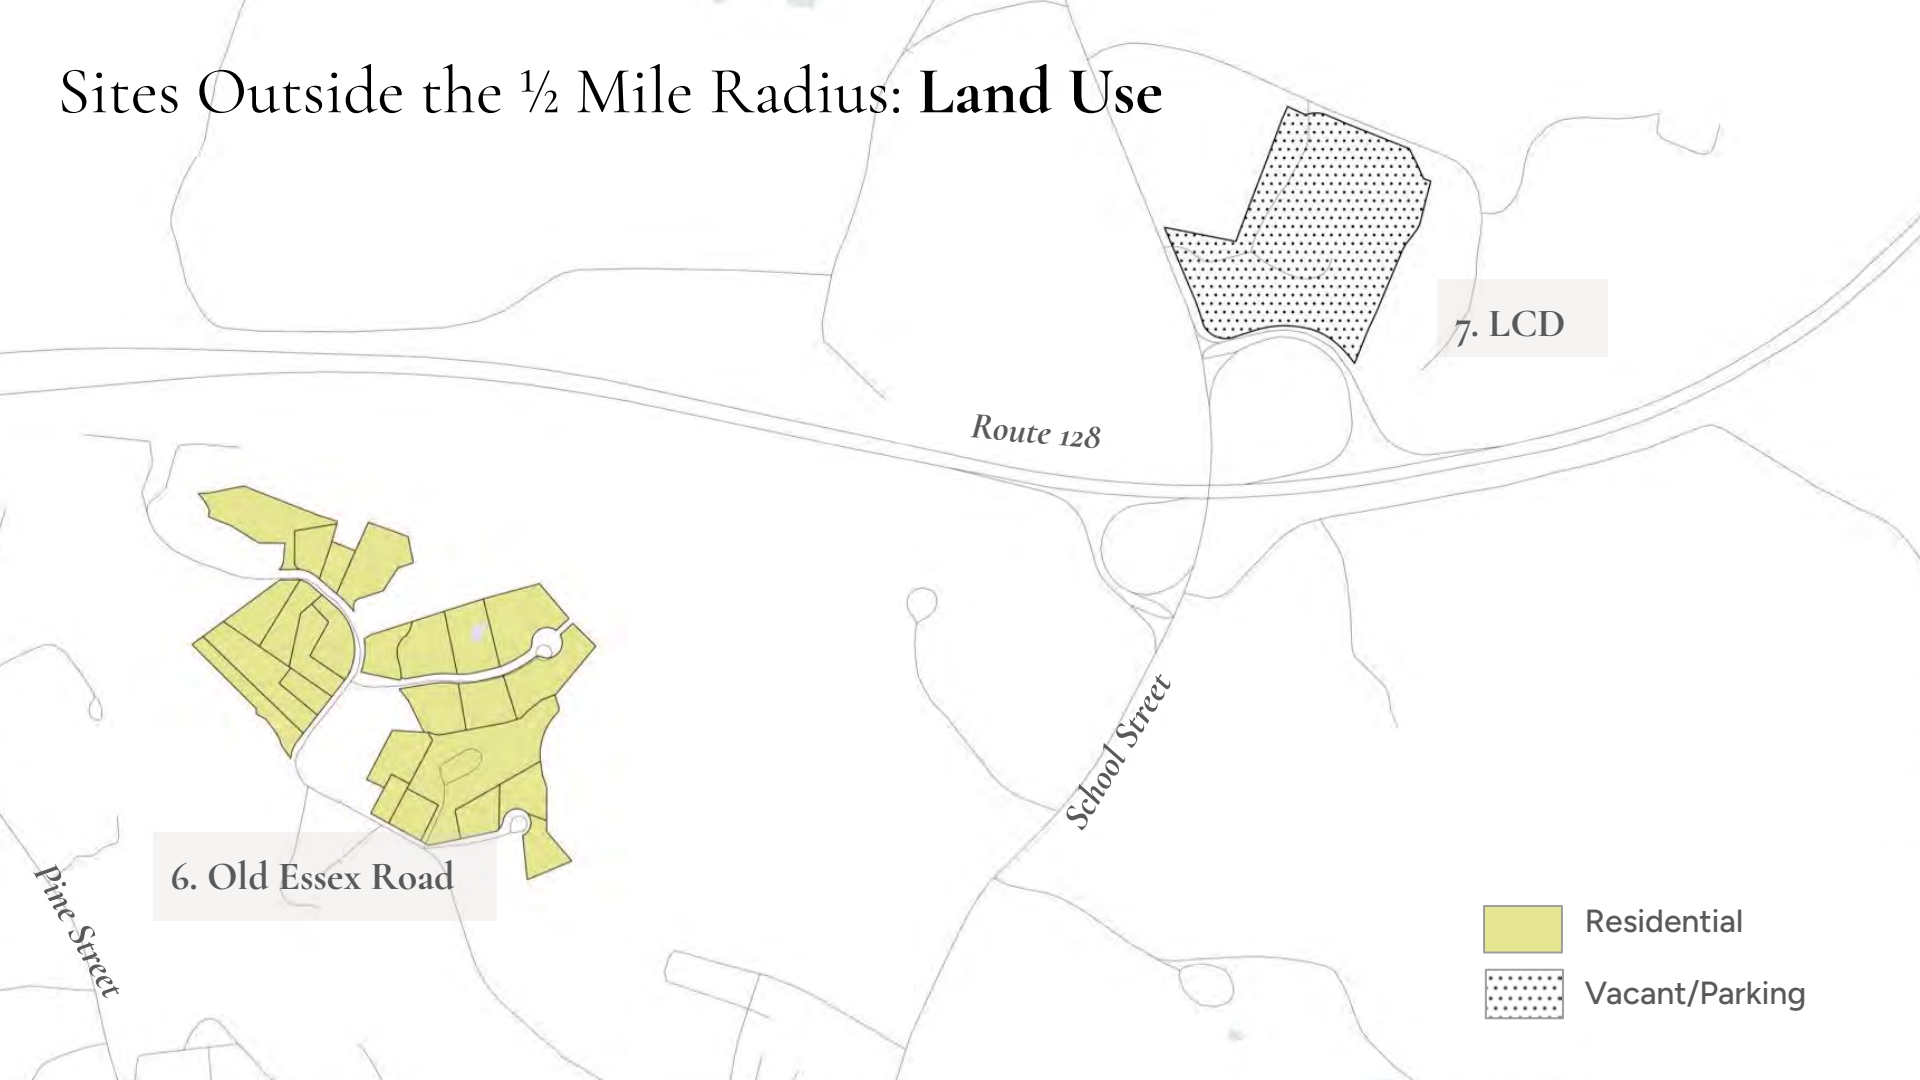 Sites Outside the ½ Mile Radius: Land Use
7. LCD
Route 128
School Street
6. Old Essex Road
Pine Street
Residential
Vacant/Parking